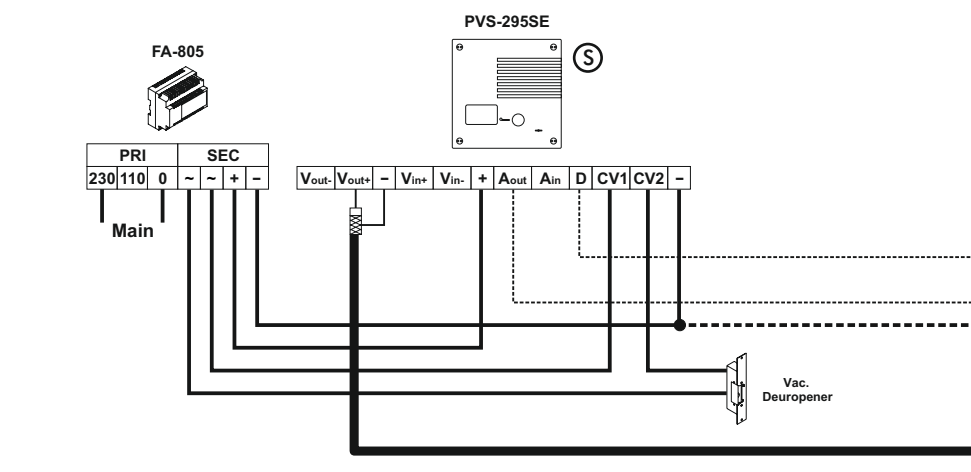 PVS-295SE
FA-805
S
PRI SEC
230 110 0 ~ ~ + −
Vout- Vout+ − Vin+ Vin- + Aout Ain D CV1 CV2 −
Main
Vac.
Deuropener